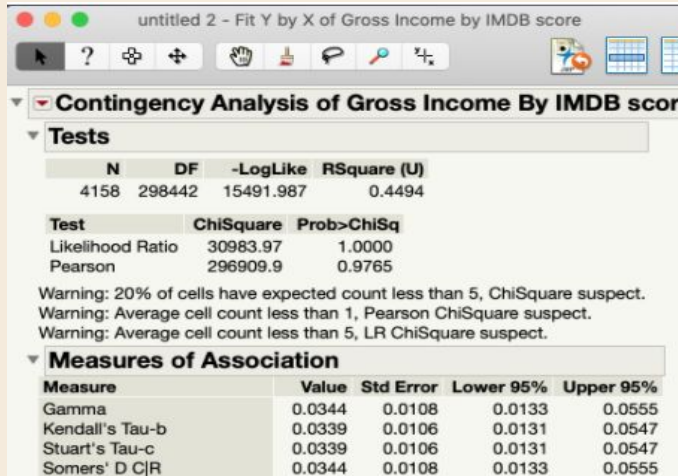 untitled 2 - Fit Y by X of Gross Income by IMDB score
Contingency Analysis of Gross Income By IMDB scor
Tests
N DF -LogLike RSquare (U)
4158 298442 15491.987 0.4494
Test ChiSquare Prob>ChiSq
Likelihood Ratio 30983.97 1.0000
Pearson 296909.9 0.9765
Warning: 20% of cells have expected count less than 5, ChiSquare suspect.
Warning: Average cell count less than 1, Pearson ChiSquare suspect.
Warning: Average cell count less than 5, LR ChiSquare suspect.
Measures of Association
Measure Value Std Error Lower 95% Upper 95%
Gamma 0.0344 0.0108 0.0133 0.0555
Kendall's Tau-b 0.0339 0.0106 0.0131 0.0547
Stuart's Tau-c 0.0339 0.0106 0.0131 0.0547
Somers' D C|R 0.0344 0.0108 0.0133 0.0555